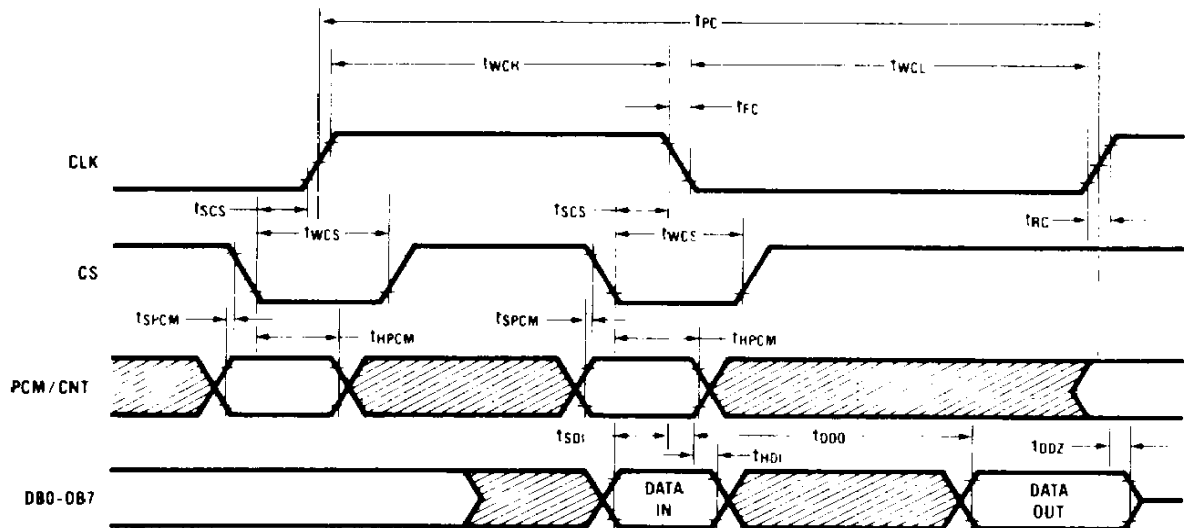 tPC
tWCH
tWCL
tFC
CLK
tSCS
tSCS
tRC
tWCS
tWCS
CS
tSPCM
tSPCM
tHPCM
tHPCM
PCM/CNT
tSDI
tDDO
tDDZ
tHDI
DB0-DB7
DATA
IN
DATA
OUT